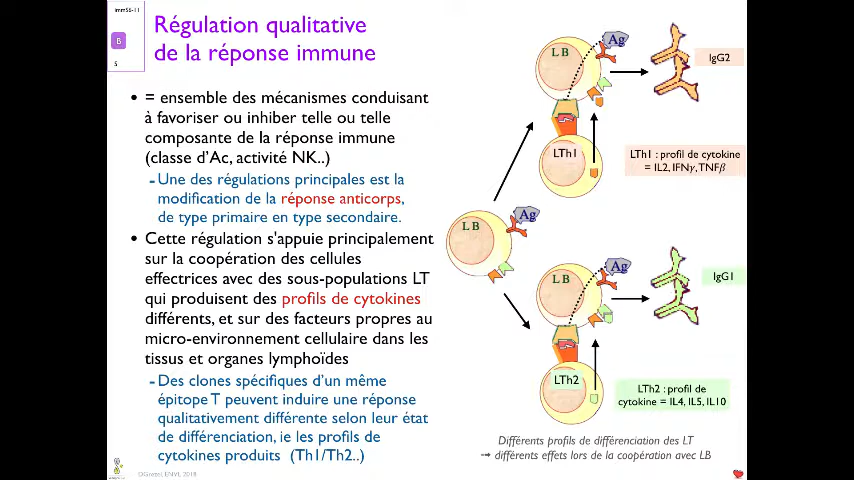 imm56-11
B
5
Régulation qualitative
de la réponse immune
• = ensemble des mécanismes conduisant
à favoriser ou inhiber telle ou telle
composante de la réponse immune
(classe d'Ac, activité NK..)
-Une des régulations principales est la
modification de la réponse anticorps,
de type primaire en type secondaire.
• Cette régulation s'appuie principalement
sur la coopération des cellules
effectrices avec des sous-populations LT
qui produisent des profils de cytokines
différents, et sur des facteurs propres au
micro-environnement cellulaire dans les
tissus et organes lymphoïdes
-Des clones spécifiques d'un même
épitope T peuvent induire une réponse
qualitativement différente selon leur état
de différenciation, ie les profils de
cytokines produits (Th1/Th2..)
LB
Ag
IgG2
LTh1
LTh1 : profil de cytokine
= IL2, IFNγ, TNFβ
LB
Ag
LB
Ag
IgG1
LTh2
LTh2 : profil de
cytokine = IL4, IL5, IL10
Différents profils de différenciation des LT
→ différents effets lors de la coopération avec LB